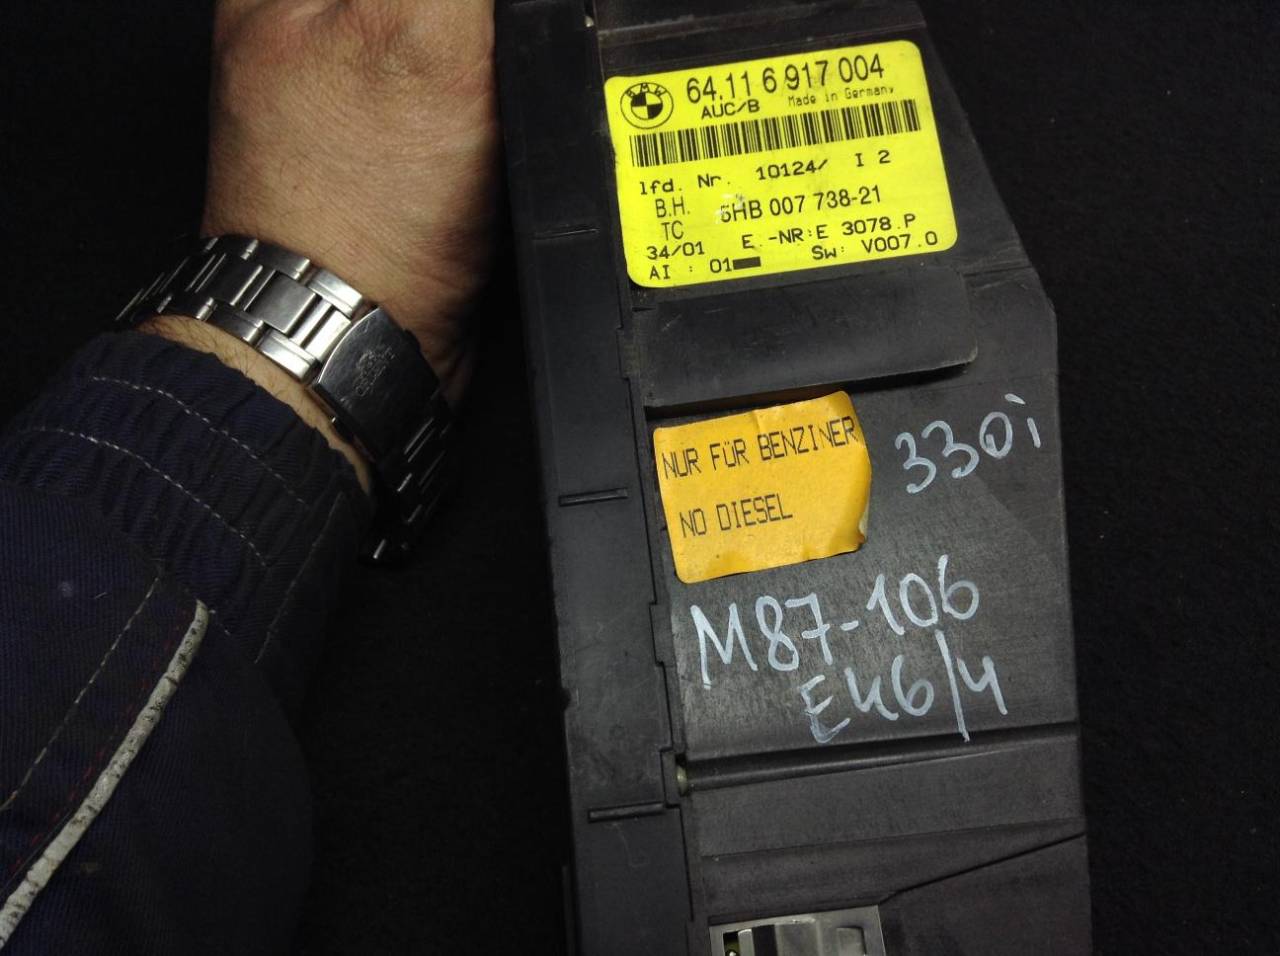 BMW
64.11 6 917 004
AUC/B Made in Germany
lfd. Nr. 10124/ I 2
B.H. 5HB 007 738-21
TC
34/01 E.-NR:E 3078.P
AI : 01 Sw: V007.0
NUR FÜR BENZINER
NO DIESEL
330i
M87-106
E46/4